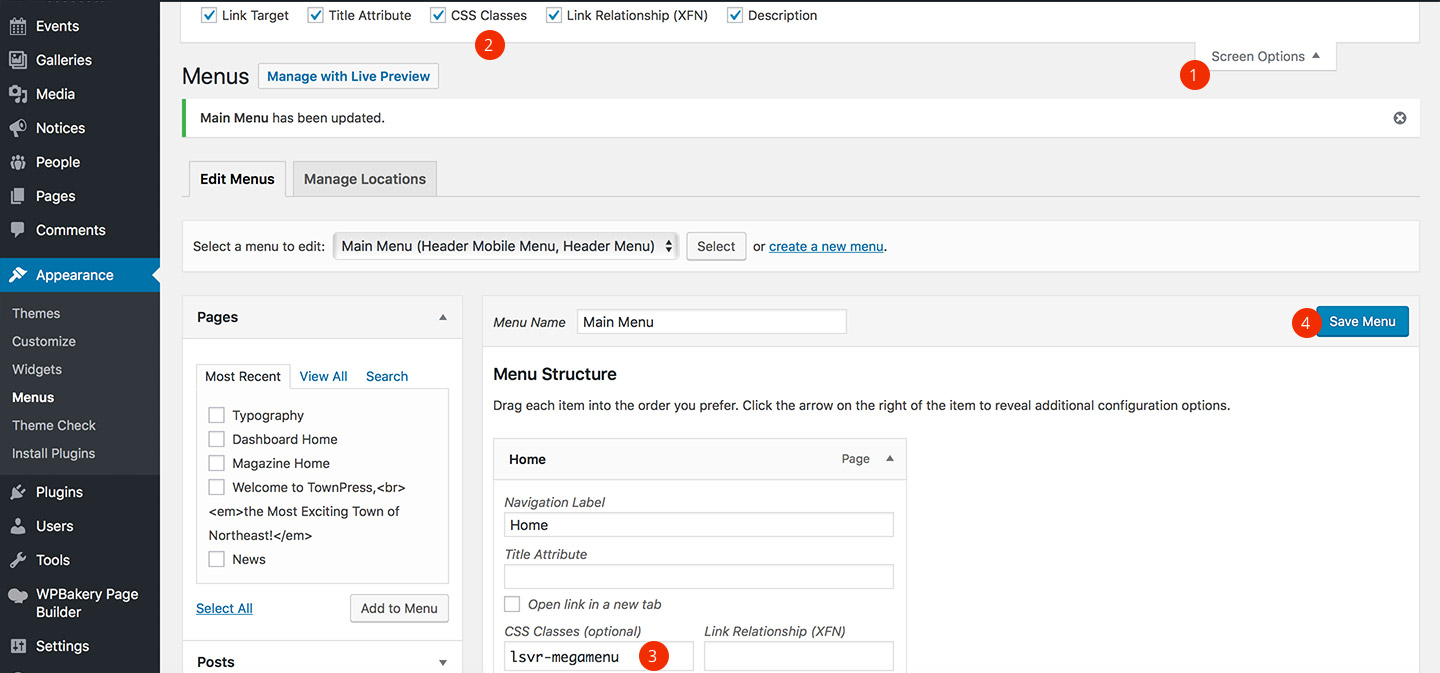 Events
Galleries
Media
Notices
People
Pages
Comments
Appearance
Themes
Customize
Widgets
Menus
Theme Check
Install Plugins
Plugins
Users
Tools
WPBakery Page
Builder
Settings
Link Target Title Attribute CSS Classes Link Relationship (XFN) Description
2
Screen Options
1
Menus Manage with Live Preview
Main Menu has been updated.
Edit Menus Manage Locations
Select a menu to edit: Main Menu (Header Mobile Menu, Header Menu) Select or create a new menu.
Pages
Most Recent View All Search
Typography
Dashboard Home
Magazine Home
Welcome to TownPress,<br>
<em>the Most Exciting Town of
Northeast!</em>
News
Select All Add to Menu
Posts
Menu Name Main Menu 4 Save Menu
Menu Structure
Drag each item into the order you prefer. Click the arrow on the right of the item to reveal additional configuration options.
Home Page
Navigation Label
Home
Title Attribute
Open link in a new tab
CSS Classes (optional) Link Relationship (XFN)
lsvr-megamenu 3